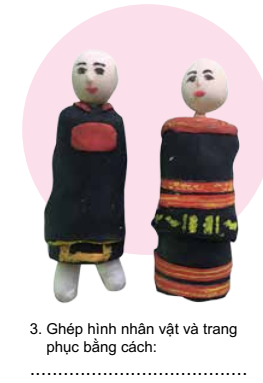 3. Ghép hình nhân vật và trang
phục bằng cách:
.......................................